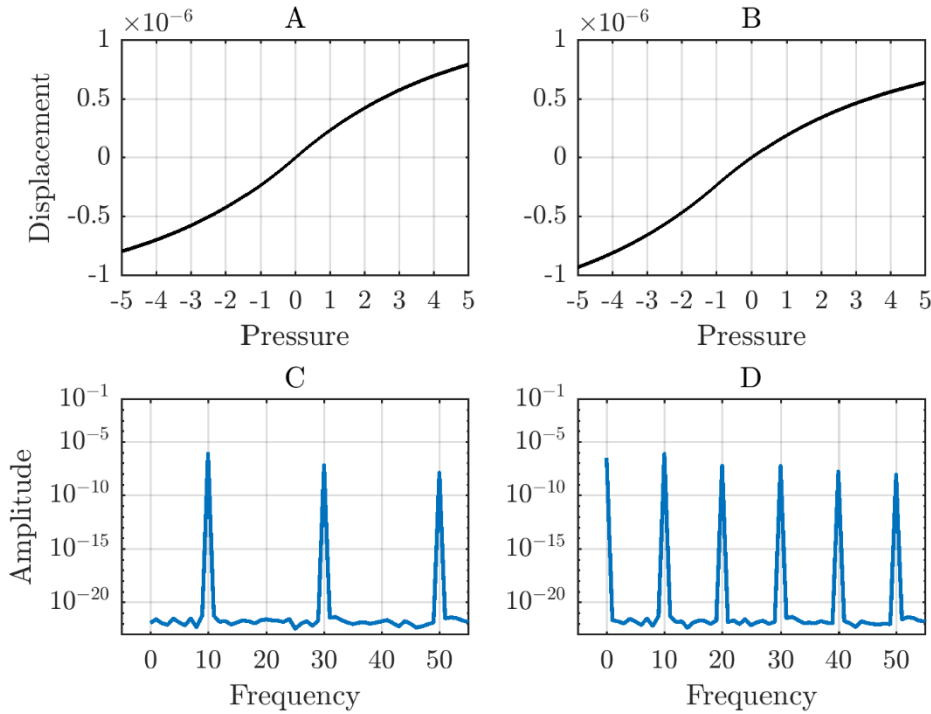 A
×10⁻⁶
1
0.5
0
-0.5
-1
-5 -4 -3 -2 -1 0 1 2 3 4 5
Displacement
Pressure
B
×10⁻⁶
1
0.5
0
-0.5
-1
-5 -4 -3 -2 -1 0 1 2 3 4 5
Pressure
C
10⁻¹
10⁻⁵
10⁻¹⁰
10⁻¹⁵
10⁻²⁰
0 10 20 30 40 50
Amplitude
Frequency
D
10⁻¹
10⁻⁵
10⁻¹⁰
10⁻¹⁵
10⁻²⁰
0 10 20 30 40 50
Frequency